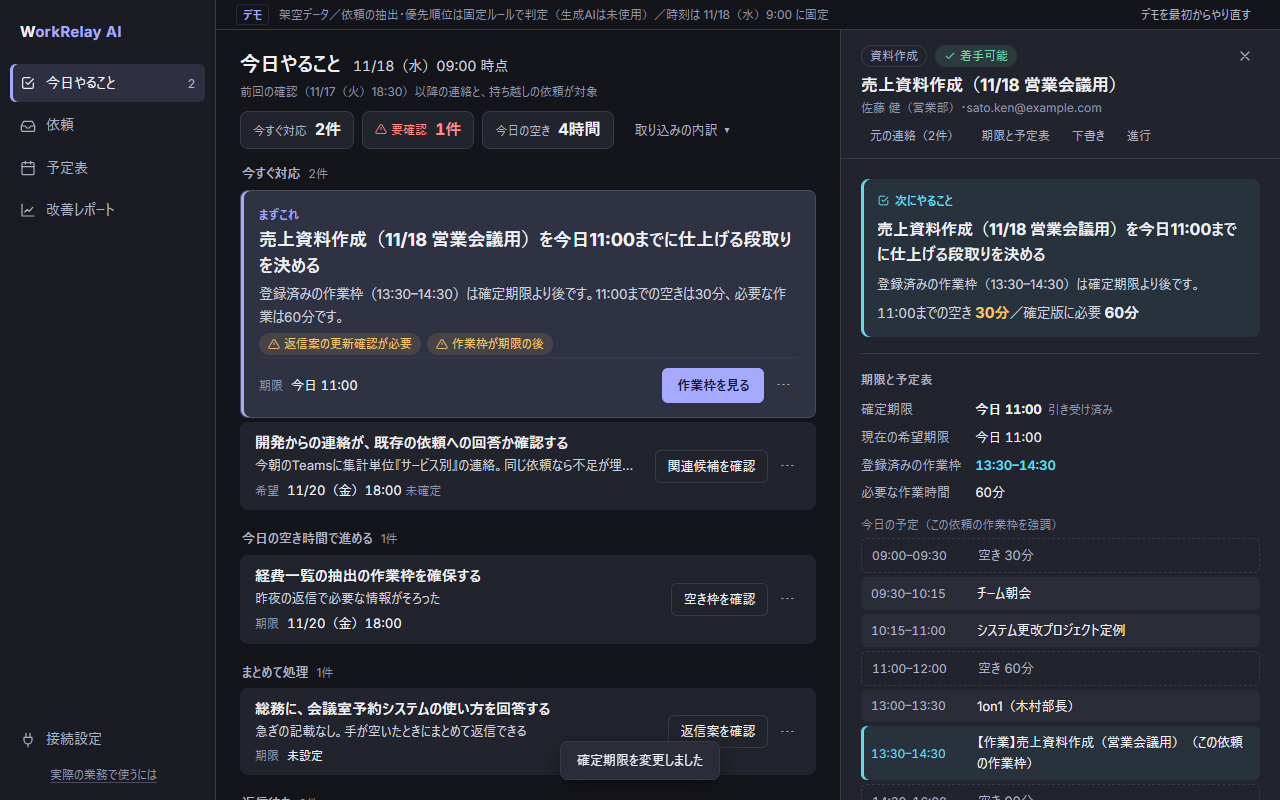 WorkRelay AI
今日やること 2
依頼
予定表
改善レポート
接続設定
実際の業務で使うには
デモ 架空データ／依頼の抽出・優先順位は固定ルールで判定（生成AIは未使用）／時刻は 11/18（水）9:00 に固定
デモを最初からやり直す
今日やること 11/18（水）09:00 時点
前回の確認（11/17（火）18:30）以降の連絡と、持ち越しの依頼が対象
今すぐ対応 2件
要確認 1件
今日の空き 4時間
取り込みの内訳 ▼
今すぐ対応 2件
まずこれ
売上資料作成（11/18 営業会議用）を今日11:00までに仕上げる段取り
を決める
登録済みの作業枠（13:30–14:30）は確定期限より後です。11:00までの空きは30分、必要な作
業は60分です。
返信案の更新確認が必要 作業枠が期限の後
期限 今日 11:00
作業枠を見る ···
開発からの連絡が、既存の依頼への回答か確認する
今朝のTeamsに集計単位『サービス別』の連絡。同じ依頼なら不足が埋…
希望 11/20（金）18:00 未確定
関連候補を確認 ···
今日の空き時間で進める 1件
経費一覧の抽出の作業枠を確保する
昨夜の返信で必要な情報がそろった
期限 11/20（金）18:00
空き枠を確認 ···
まとめて処理 1件
総務に、会議室予約システムの使い方を回答する
急ぎの記載なし。手が空いたときにまとめて返信できる
期限 未設定
返信案を確認 ···
確定期限を変更しました
資料作成 着手可能
売上資料作成（11/18 営業会議用）
佐藤 健（営業部）・sato.ken@example.com
元の連絡（2件） 期限と予定表 下書き 進行
次にやること
売上資料作成（11/18 営業会議用）を今日11:00まで
に仕上げる段取りを決める
登録済みの作業枠（13:30–14:30）は確定期限より後です。
11:00までの空き 30分／確定版に必要 60分
期限と予定表
確定期限 今日 11:00 引き受け済み
現在の希望期限 今日 11:00
登録済みの作業枠 13:30–14:30
必要な作業時間 60分
今日の予定（この依頼の作業枠を強調）
09:00–09:30 空き 30分
09:30–10:15 チーム朝会
10:15–11:00 システム更改プロジェクト定例
11:00–12:00 空き 60分
13:00–13:30 1on1（木村部長）
13:30–14:30 【作業】売上資料作成（営業会議用）（この依頼
の作業枠）